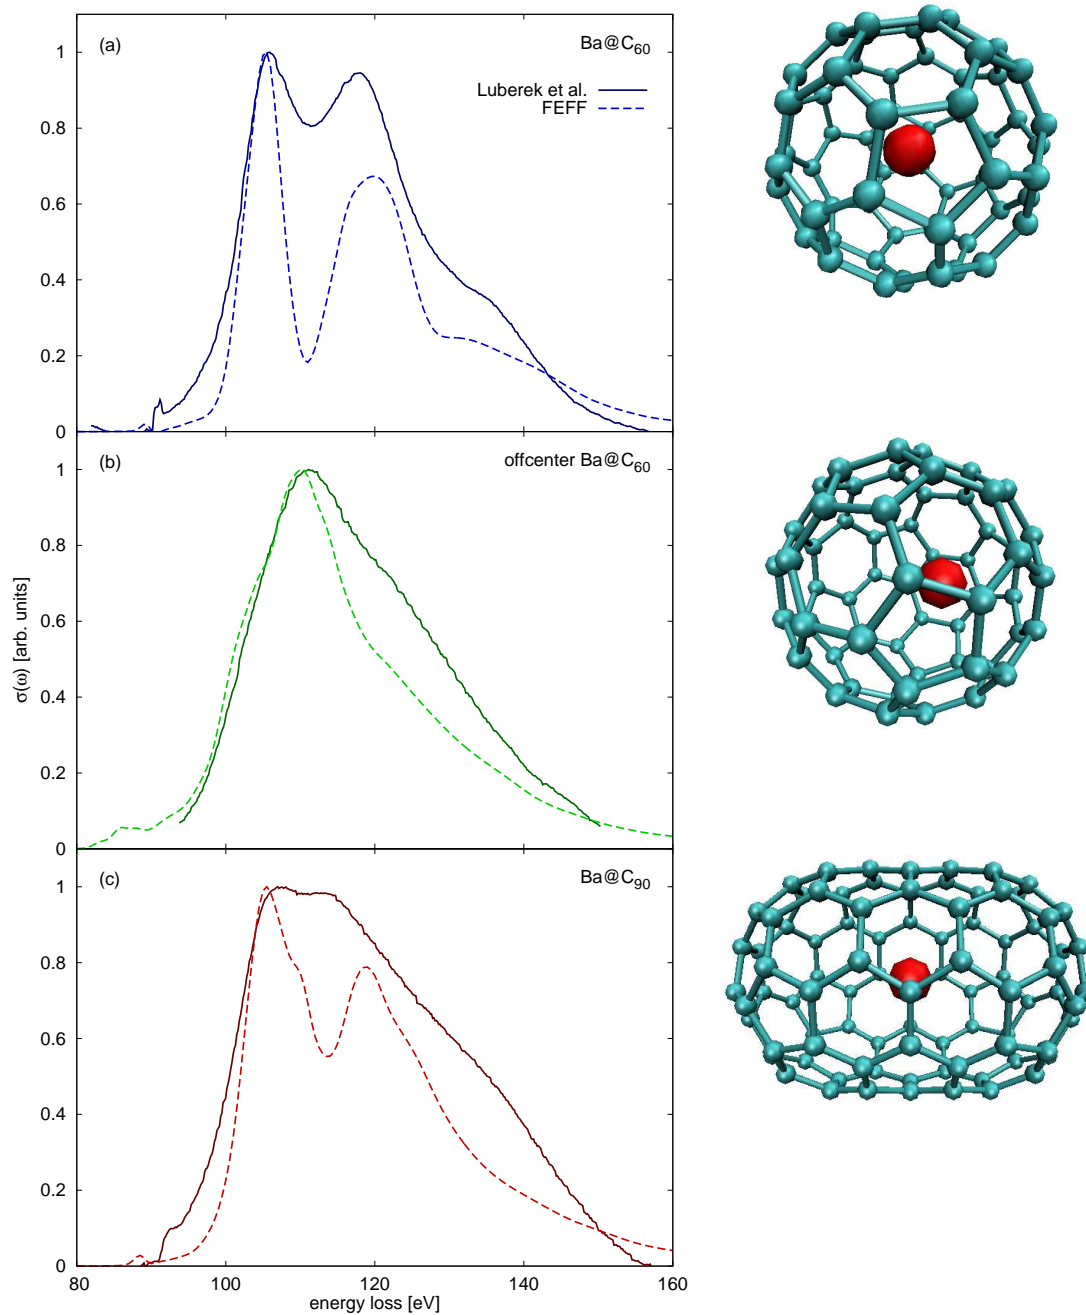 (a) Ba@C60
1 Luberek et al.
FEFF
0.8
0.6
0.4
0.2
0
(b) offcenter Ba@C60
1
0.8
0.6
0.4
0.2
0
σ(ω) [arb. units]
(c) Ba@C90
1
0.8
0.6
0.4
0.2
0
80 100 120 140 160
energy loss [eV]